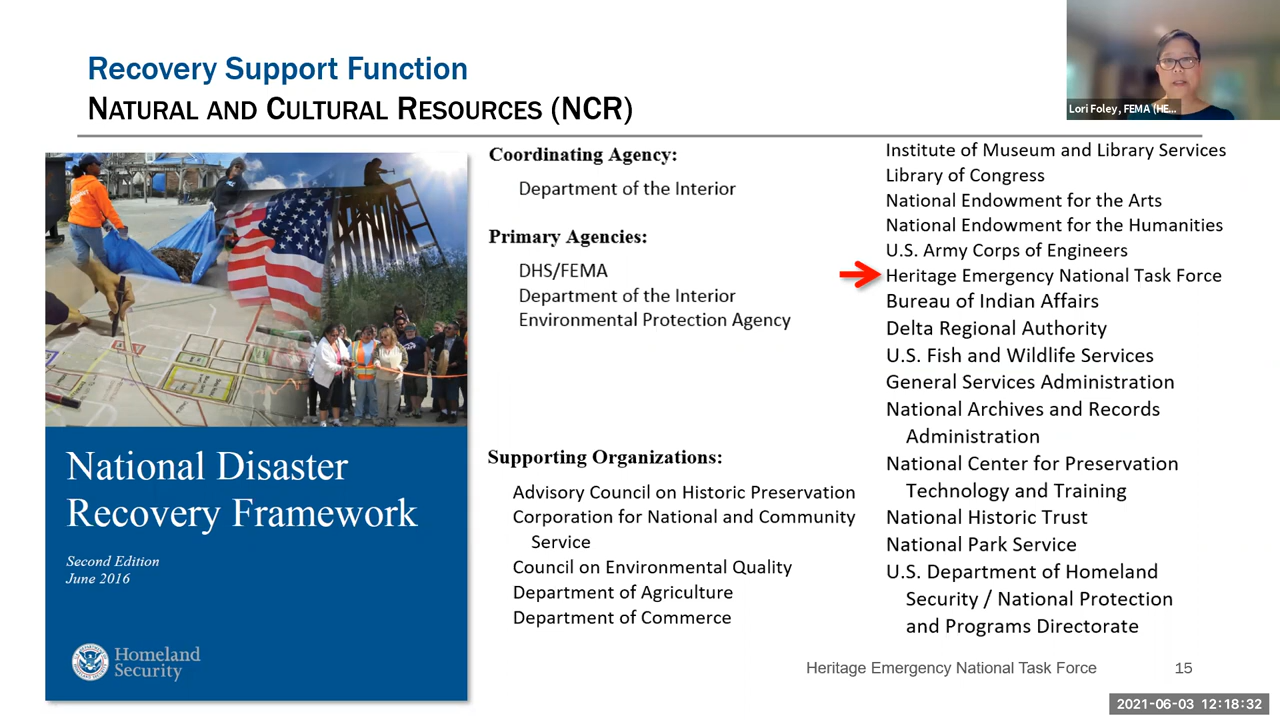 Recovery Support Function
NATURAL AND CULTURAL RESOURCES (NCR)
Lori Foley, FEMA (HE...
National Disaster
Recovery Framework
Second Edition
June 2016
Homeland
Security
Coordinating Agency:
Department of the Interior
Primary Agencies:
DHS/FEMA
Department of the Interior
Environmental Protection Agency
Supporting Organizations:
Advisory Council on Historic Preservation
Corporation for National and Community
Service
Council on Environmental Quality
Department of Agriculture
Department of Commerce
Institute of Museum and Library Services
Library of Congress
National Endowment for the Arts
National Endowment for the Humanities
U.S. Army Corps of Engineers
Heritage Emergency National Task Force
Bureau of Indian Affairs
Delta Regional Authority
U.S. Fish and Wildlife Services
General Services Administration
National Archives and Records
Administration
National Center for Preservation
Technology and Training
National Historic Trust
National Park Service
U.S. Department of Homeland
Security / National Protection
and Programs Directorate
Heritage Emergency National Task Force
15
2021-06-03 12:18:32